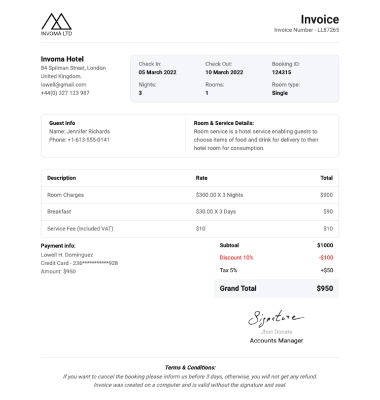 Invoice
INVOMA LTD
Invoice Number - LL87265
Invoma Hotel
84 Spilman Street, London
United Kingdom.
lowell@gmail.com
+44(0) 327 123 987
Check In:
05 March 2022
Check Out:
10 March 2022
Booking ID:
124315
Nights:
3
Rooms:
1
Room type:
Single
Guest Info
Name: Jennifer Richards
Phone: +1-613-555-0141
Room & Service Details:
Room service is a hotel service enabling guests to
choose items of food and drink for delivery to their
hotel room for consumption.
Description Rate Total
Room Charges $300.00 X 3 Nights $900
Breakfast $30.00 X 3 Days $90
Service Fee (Included VAT) $10 $10
Payment info:
Lowell H. Dominguez
Credit Card - 236***********928
Amount: $950
Subtoal $1000
Discount 10% -$100
Tax 5% +$50
Grand Total $950
Signature
Jhon Donate
Accounts Manager
Terms & Conditions:
If you want to cancel the booking please inform us before 3 days, otherwise, you will not get any refund.
Invoice was created on a computer and is valid without the signature and seal.